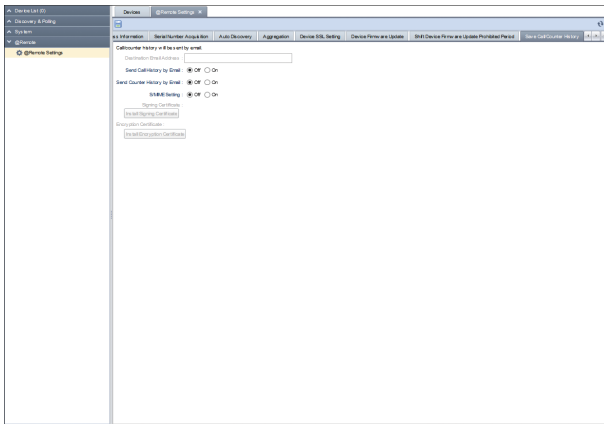 Device List (0)
Discovery & Polling
System
@Remote
@Remote Settings
Devices
@Remote Settings
ess Information
Serial Number Acquisition
Auto Discovery
Aggregation
Device SSL Setting
Device Firmware Update
Shift Device Firmware Update Prohibited Period
Send Call/Counter History
Call/counter history will be sent by email.
Destination Email Address :
Send Call History by Email : Off On
Send Counter History by Email : Off On
S/MIME Setting : Off On
Signing Certificate
Install Signing Certificate
Encryption Certificate
Install Encryption Certificate